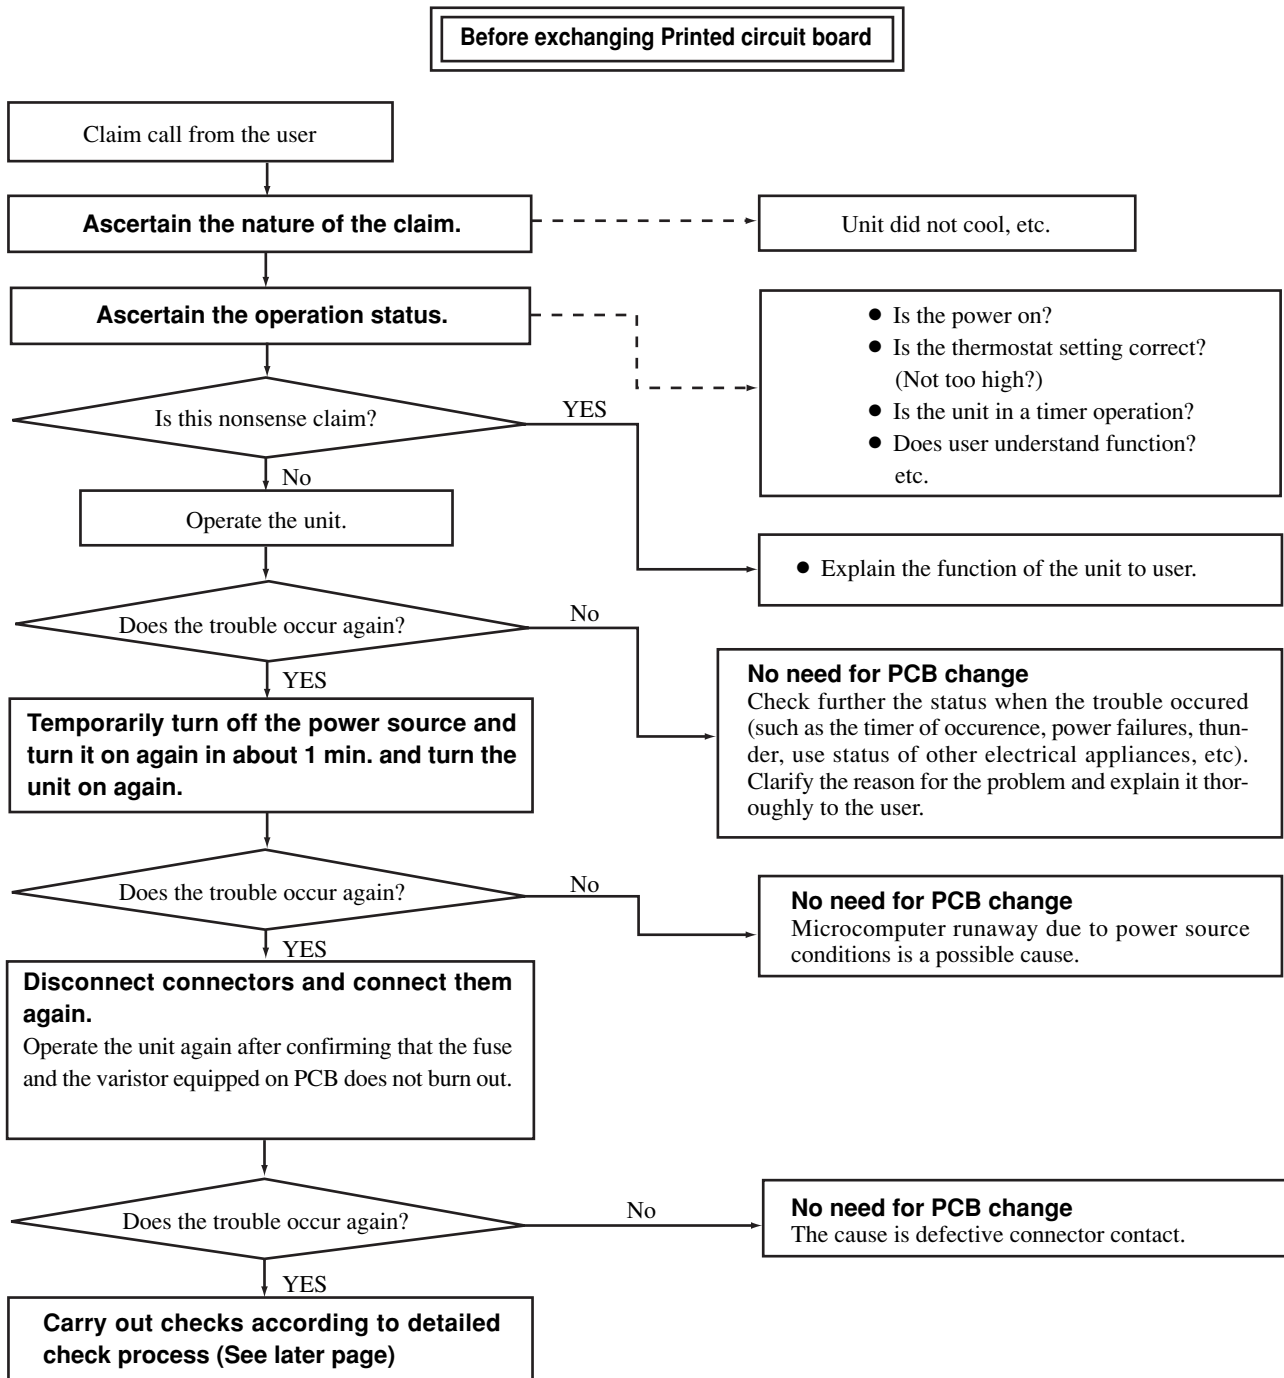 Before exchanging Printed circuit board
Claim call from the user
Ascertain the nature of the claim.
Unit did not cool, etc.
Ascertain the operation status.
● Is the power on?
● Is the thermostat setting correct?
(Not too high?)
● Is the unit in a timer operation?
● Does user understand function?
etc.
Is this nonsense claim?
YES
No
Operate the unit.
● Explain the function of the unit to user.
Does the trouble occur again?
No
YES
No need for PCB change
Check further the status when the trouble occured
(such as the timer of occurence, power failures, thun-
der, use status of other electrical appliances, etc).
Clarify the reason for the problem and explain it thor-
oughly to the user.
Temporarily turn off the power source and
turn it on again in about 1 min. and turn the
unit on again.
Does the trouble occur again?
No
YES
No need for PCB change
Microcomputer runaway due to power source
conditions is a possible cause.
Disconnect connectors and connect them
again.
Operate the unit again after confirming that the fuse
and the varistor equipped on PCB does not burn out.
Does the trouble occur again?
No
YES
No need for PCB change
The cause is defective connector contact.
Carry out checks according to detailed
check process (See later page)